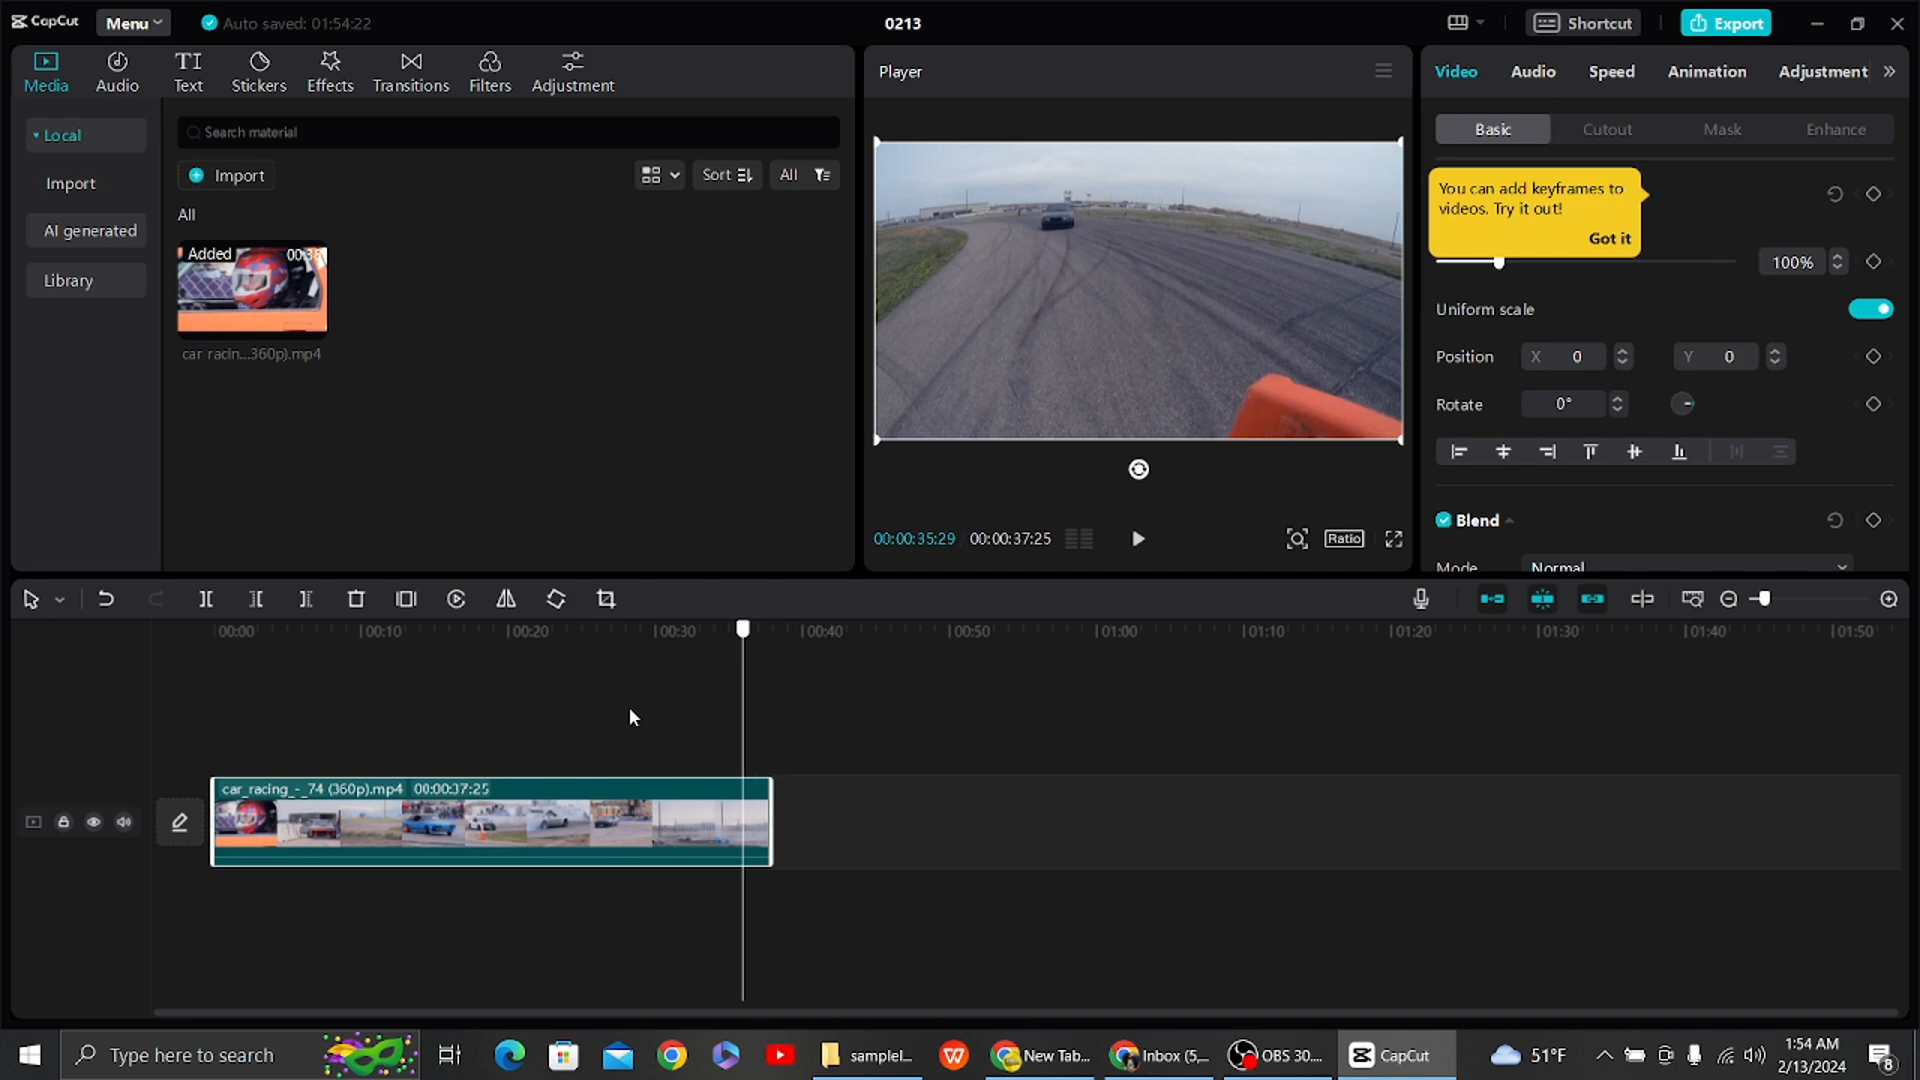 CapCut Menu Auto saved: 01:54:22 0213 Shortcut Export
Media Audio Text Stickers Effects Transitions Filters Adjustment
Local
Import
AI generated
Library
Search material
Import Sort All
All
Added 00:38
car racin...360p).mp4
Player
00:00:35:29 00:00:37:25 Ratio
Video Audio Speed Animation Adjustment
Basic Cutout Mask Enhance
You can add keyframes to
videos. Try it out!
Got it
100%
Uniform scale
Position X 0 Y 0
Rotate 0°
Blend
Mode Normal
00:00 00:10 00:20 00:30 00:40 00:50 01:00 01:10 01:20 01:30 01:40 01:50
car_racing_-_74 (360p).mp4 00:00:37:25
Type here to search samplel... New Tab... Inbox (5,... OBS 30.... CapCut 51°F 1:54 AM
2/13/2024 8